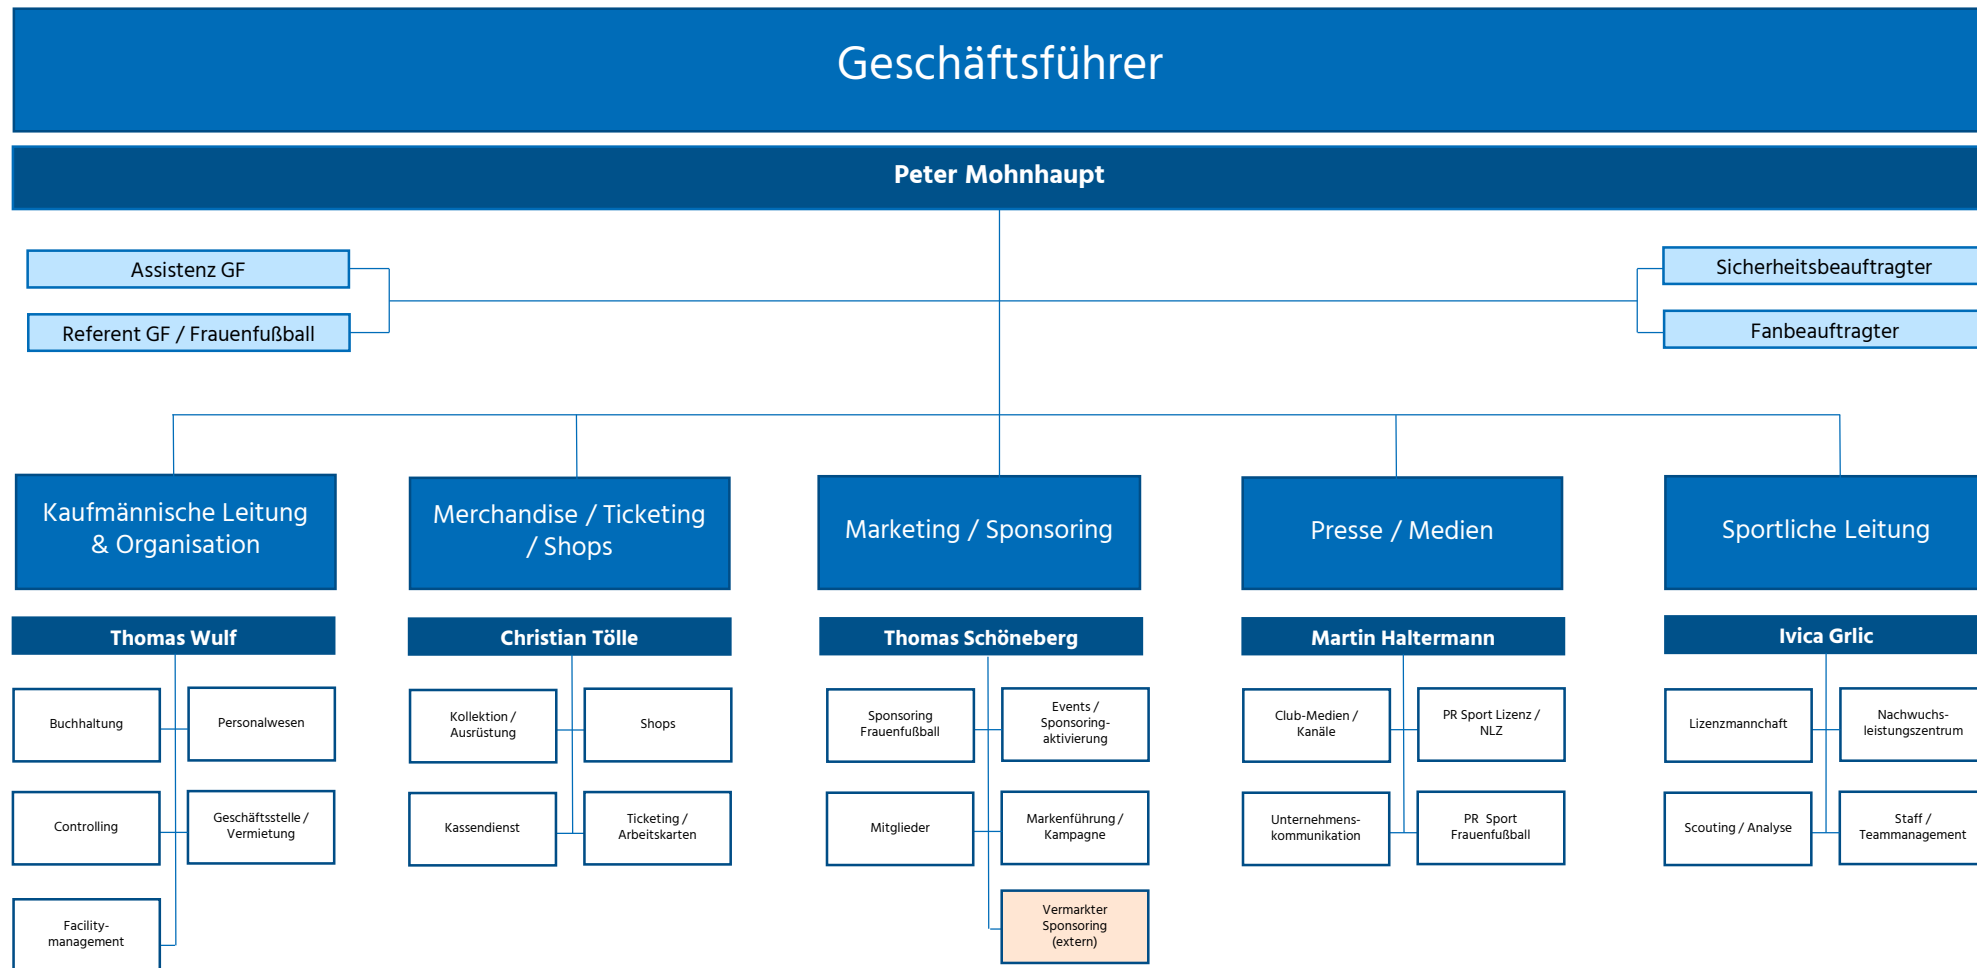 Geschäftsführer
Peter Mohnhaupt
Assistenz GF
Referent GF / Frauenfußball
Sicherheitsbeauftragter
Fanbeauftragter
Kaufmännische Leitung
& Organisation
Merchandise / Ticketing
/ Shops
Marketing / Sponsoring
Presse / Medien
Sportliche Leitung
Thomas Wulf
Christian Tölle
Thomas Schöneberg
Martin Haltermann
Ivica Grlic
Buchhaltung
Personalwesen
Controlling
Geschäftsstelle /
Vermietung
Facility-
management
Kollektion /
Ausrüstung
Shops
Kassendienst
Ticketing /
Arbeitskarten
Sponsoring
Frauenfußball
Events /
Sponsoring-
aktivierung
Mitglieder
Markenführung /
Kampagne
Vermarkter
Sponsoring
(extern)
Club-Medien /
Kanäle
PR Sport Lizenz /
NLZ
Unternehmens-
kommunikation
PR Sport
Frauenfußball
Lizenzmannchaft
Nachwuchs-
leistungszentrum
Scouting / Analyse
Staff /
Teammanagement